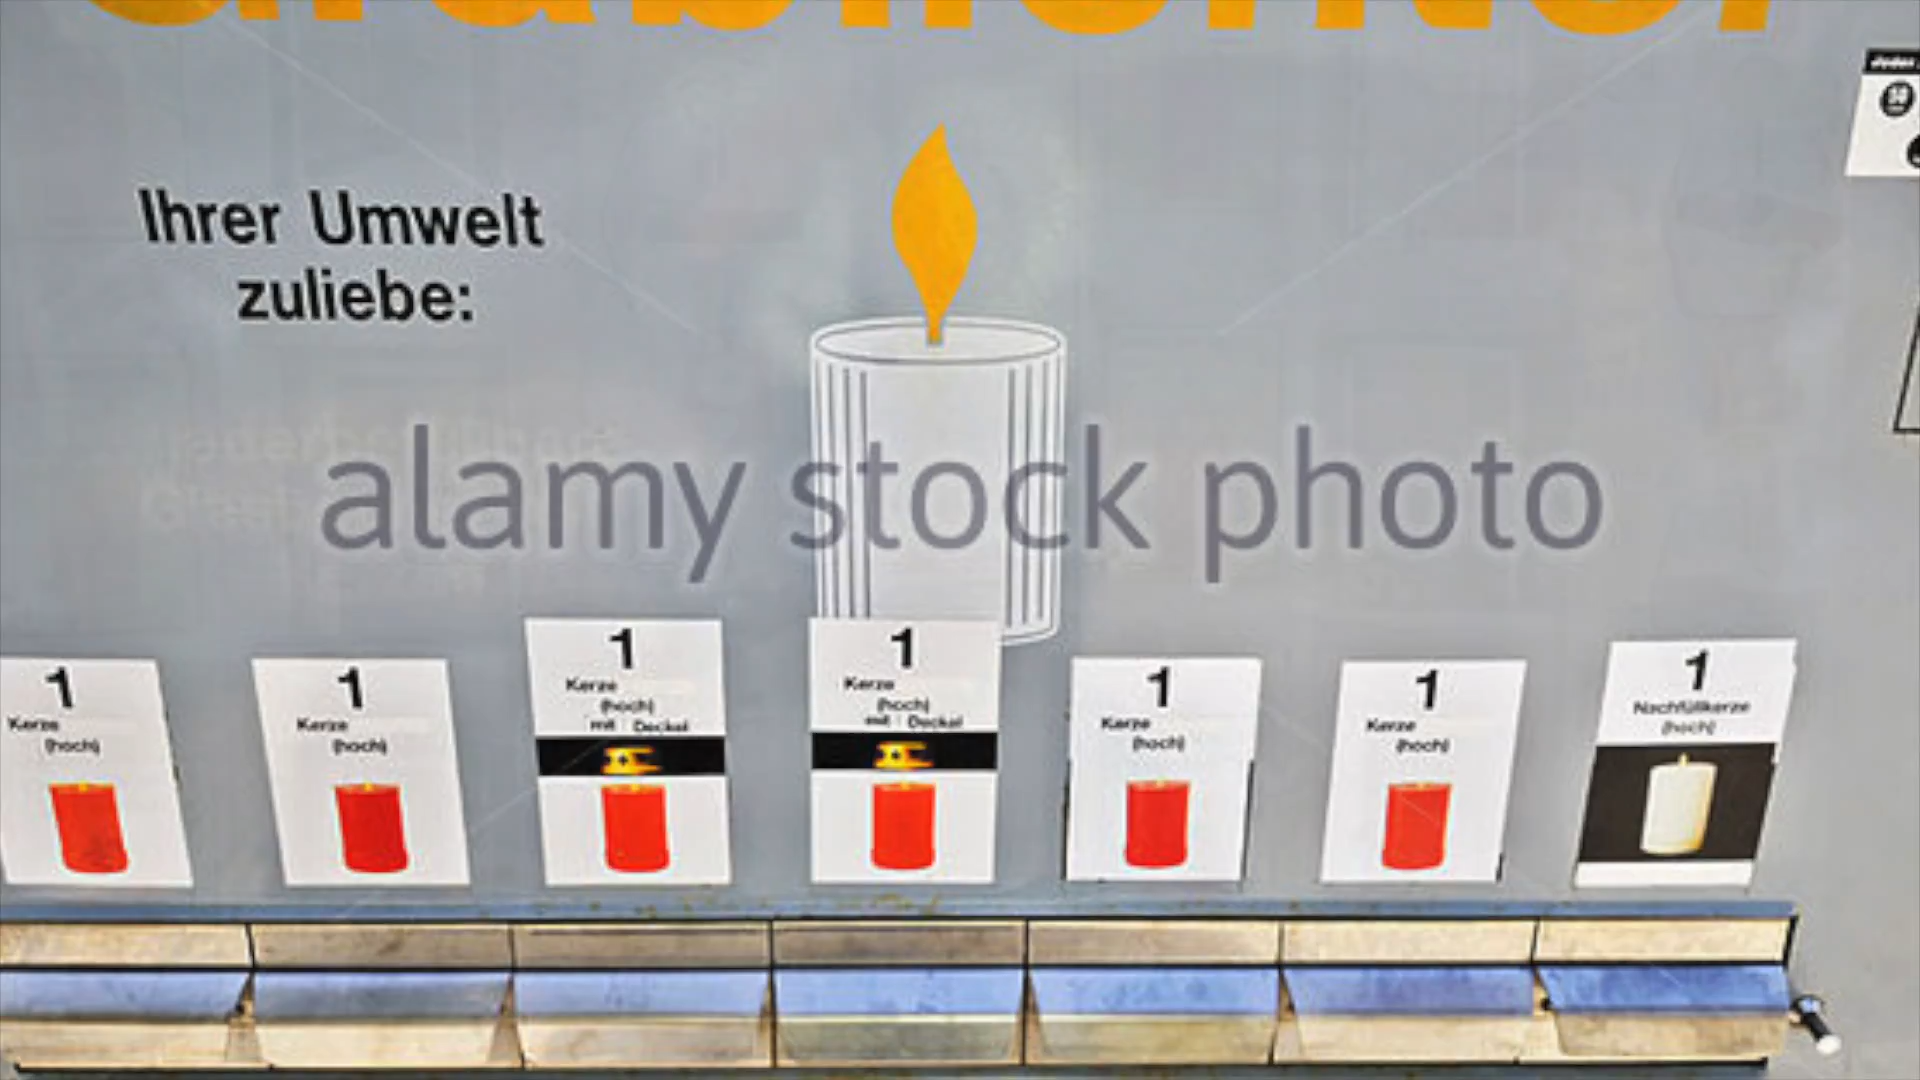 Grablichter
Ihrer Umwelt
zuliebe:
alamy stock photo
1
Kerze
(hoch)
1
Kerze
(hoch)
1
Kerze
(hoch)
mit Deckel
1
Kerze
(hoch)
mit Deckel
1
Kerze
(hoch)
1
Kerze
(hoch)
1
Nachfüllkerze
(hoch)